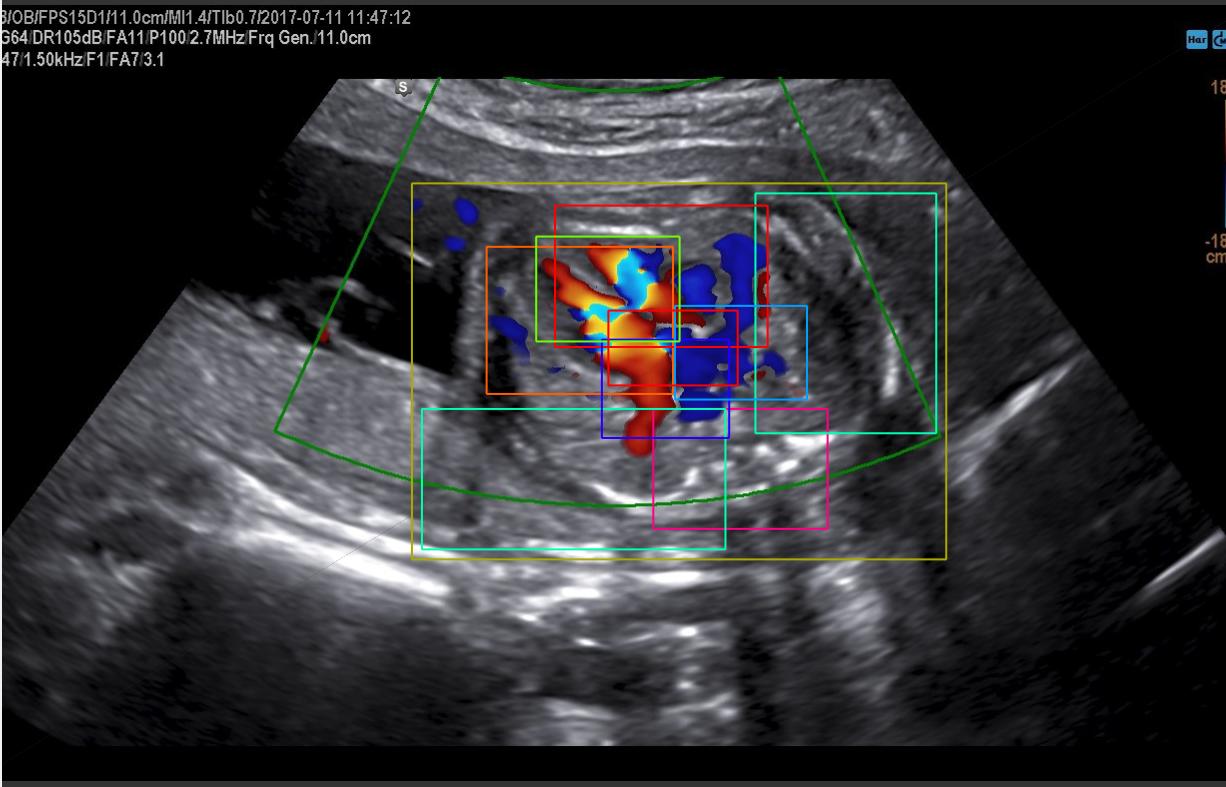 3/OB/FPS15D1/11.0cm/MI1.4/TIb0.7/2017-07-11 11:47:12
G64/DR105dB/FA11/P100/2.7MHz/Frq Gen./11.0cm
47/1.50kHz/F1/FA7/3.1
Har
S
18
-18
cm